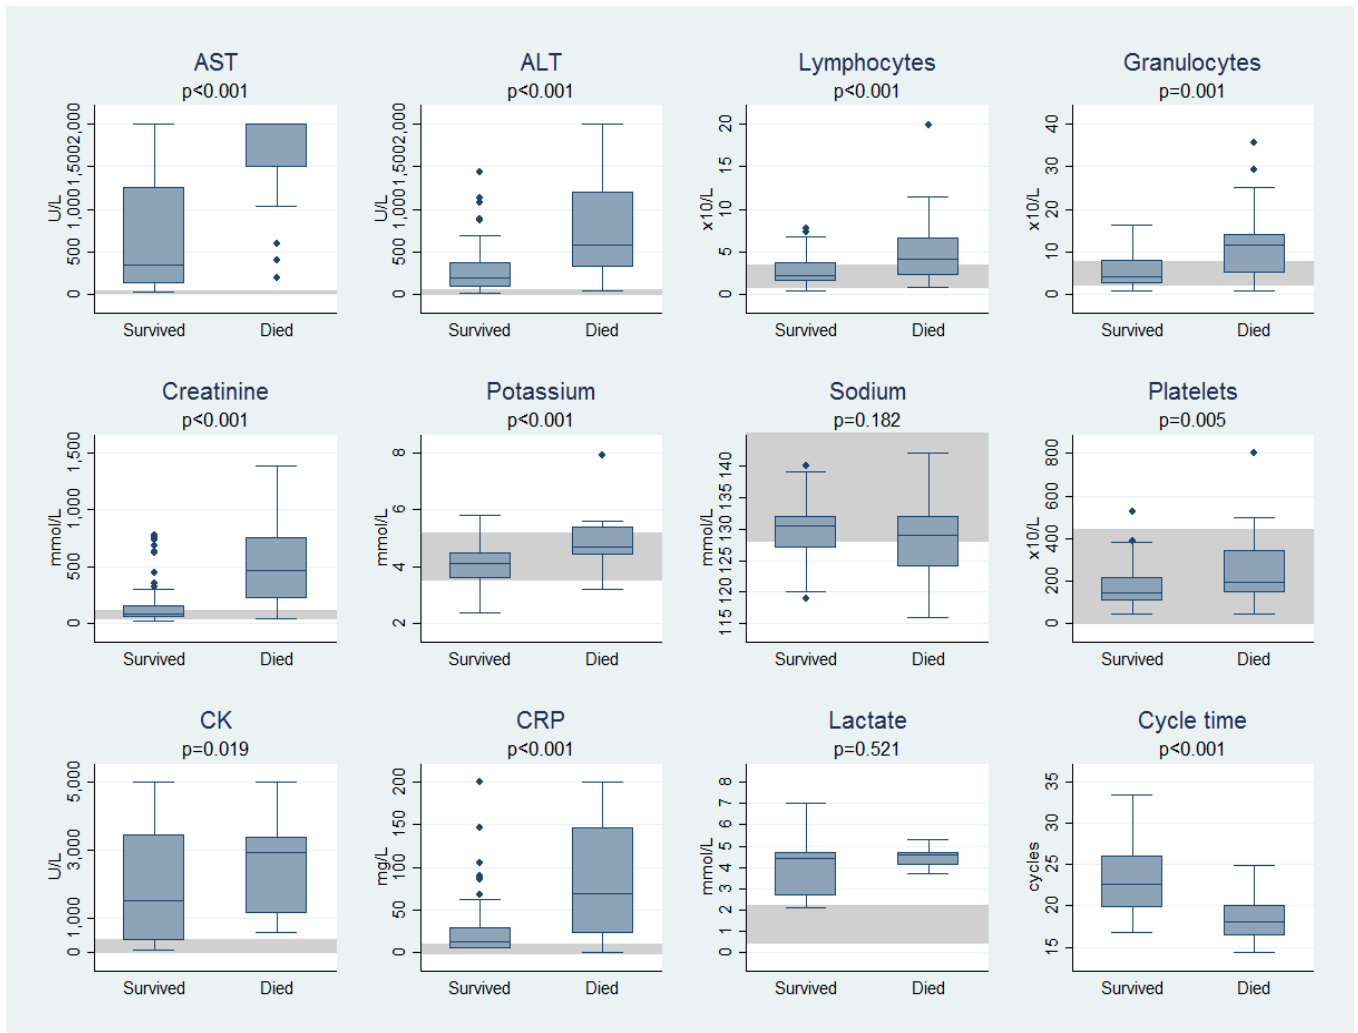 AST
p<0.001
U/L
0 500 1,000 1,500 2,000
Survived Died
ALT
p<0.001
U/L
0 500 1,000 1,500 2,000
Survived Died
Lymphocytes
p<0.001
x10/L
0 5 10 15 20
Survived Died
Granulocytes
p=0.001
x10/L
0 10 20 30 40
Survived Died
Creatinine
p<0.001
mmol/L
0 500 1,000 1,500
Survived Died
Potassium
p<0.001
mmol/L
2 4 6 8
Survived Died
Sodium
p=0.182
mmol/L
115 120 125 130 135 140
Survived Died
Platelets
p=0.005
x10/L
0 200 400 600 800
Survived Died
CK
p=0.019
U/L
0 1,000 3,000 5,000
Survived Died
CRP
p<0.001
mg/L
0 50 100 150 200
Survived Died
Lactate
p=0.521
mmol/L
0 1 2 3 4 5 6 7 8
Survived Died
Cycle time
p<0.001
cycles
15 20 25 30 35
Survived Died